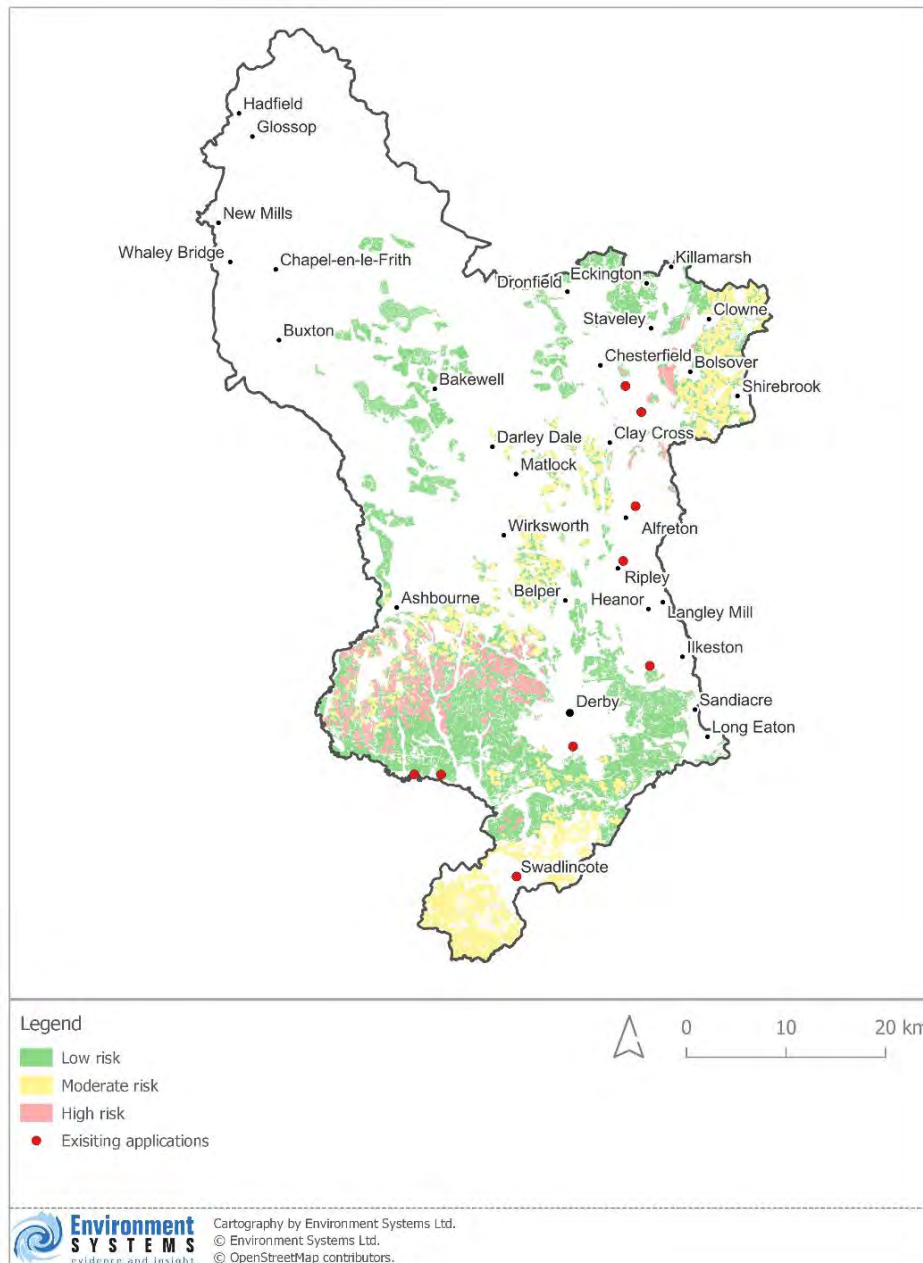 Hadfield
Glossop
New Mills
Whaley Bridge
Chapel-en-le-Frith
Killamarsh
Eckington
Dronfield
Clowne
Staveley
Buxton
Chesterfield
Bolsover
Bakewell
Shirebrook
Darley Dale
Clay Cross
Matlock
Alfreton
Wirksworth
Ripley
Ashbourne
Belper
Heanor
Langley Mill
Ilkeston
Derby
Sandiacre
Long Eaton
Swadlincote
Legend
0 10 20 km
Low risk
Moderate risk
High risk
Exisiting applications
Environment
SYSTEMS
evidence and insight
Cartography by Environment Systems Ltd.
© Environment Systems Ltd.
© OpenStreetMap contributors.